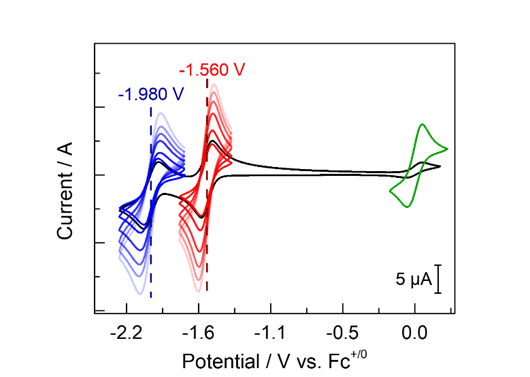 -1.560 V
-1.980 V
Current / A
5 µA
-2.2 -1.6 -1.1 -0.5 0.0
Potential / V vs. Fc+/0